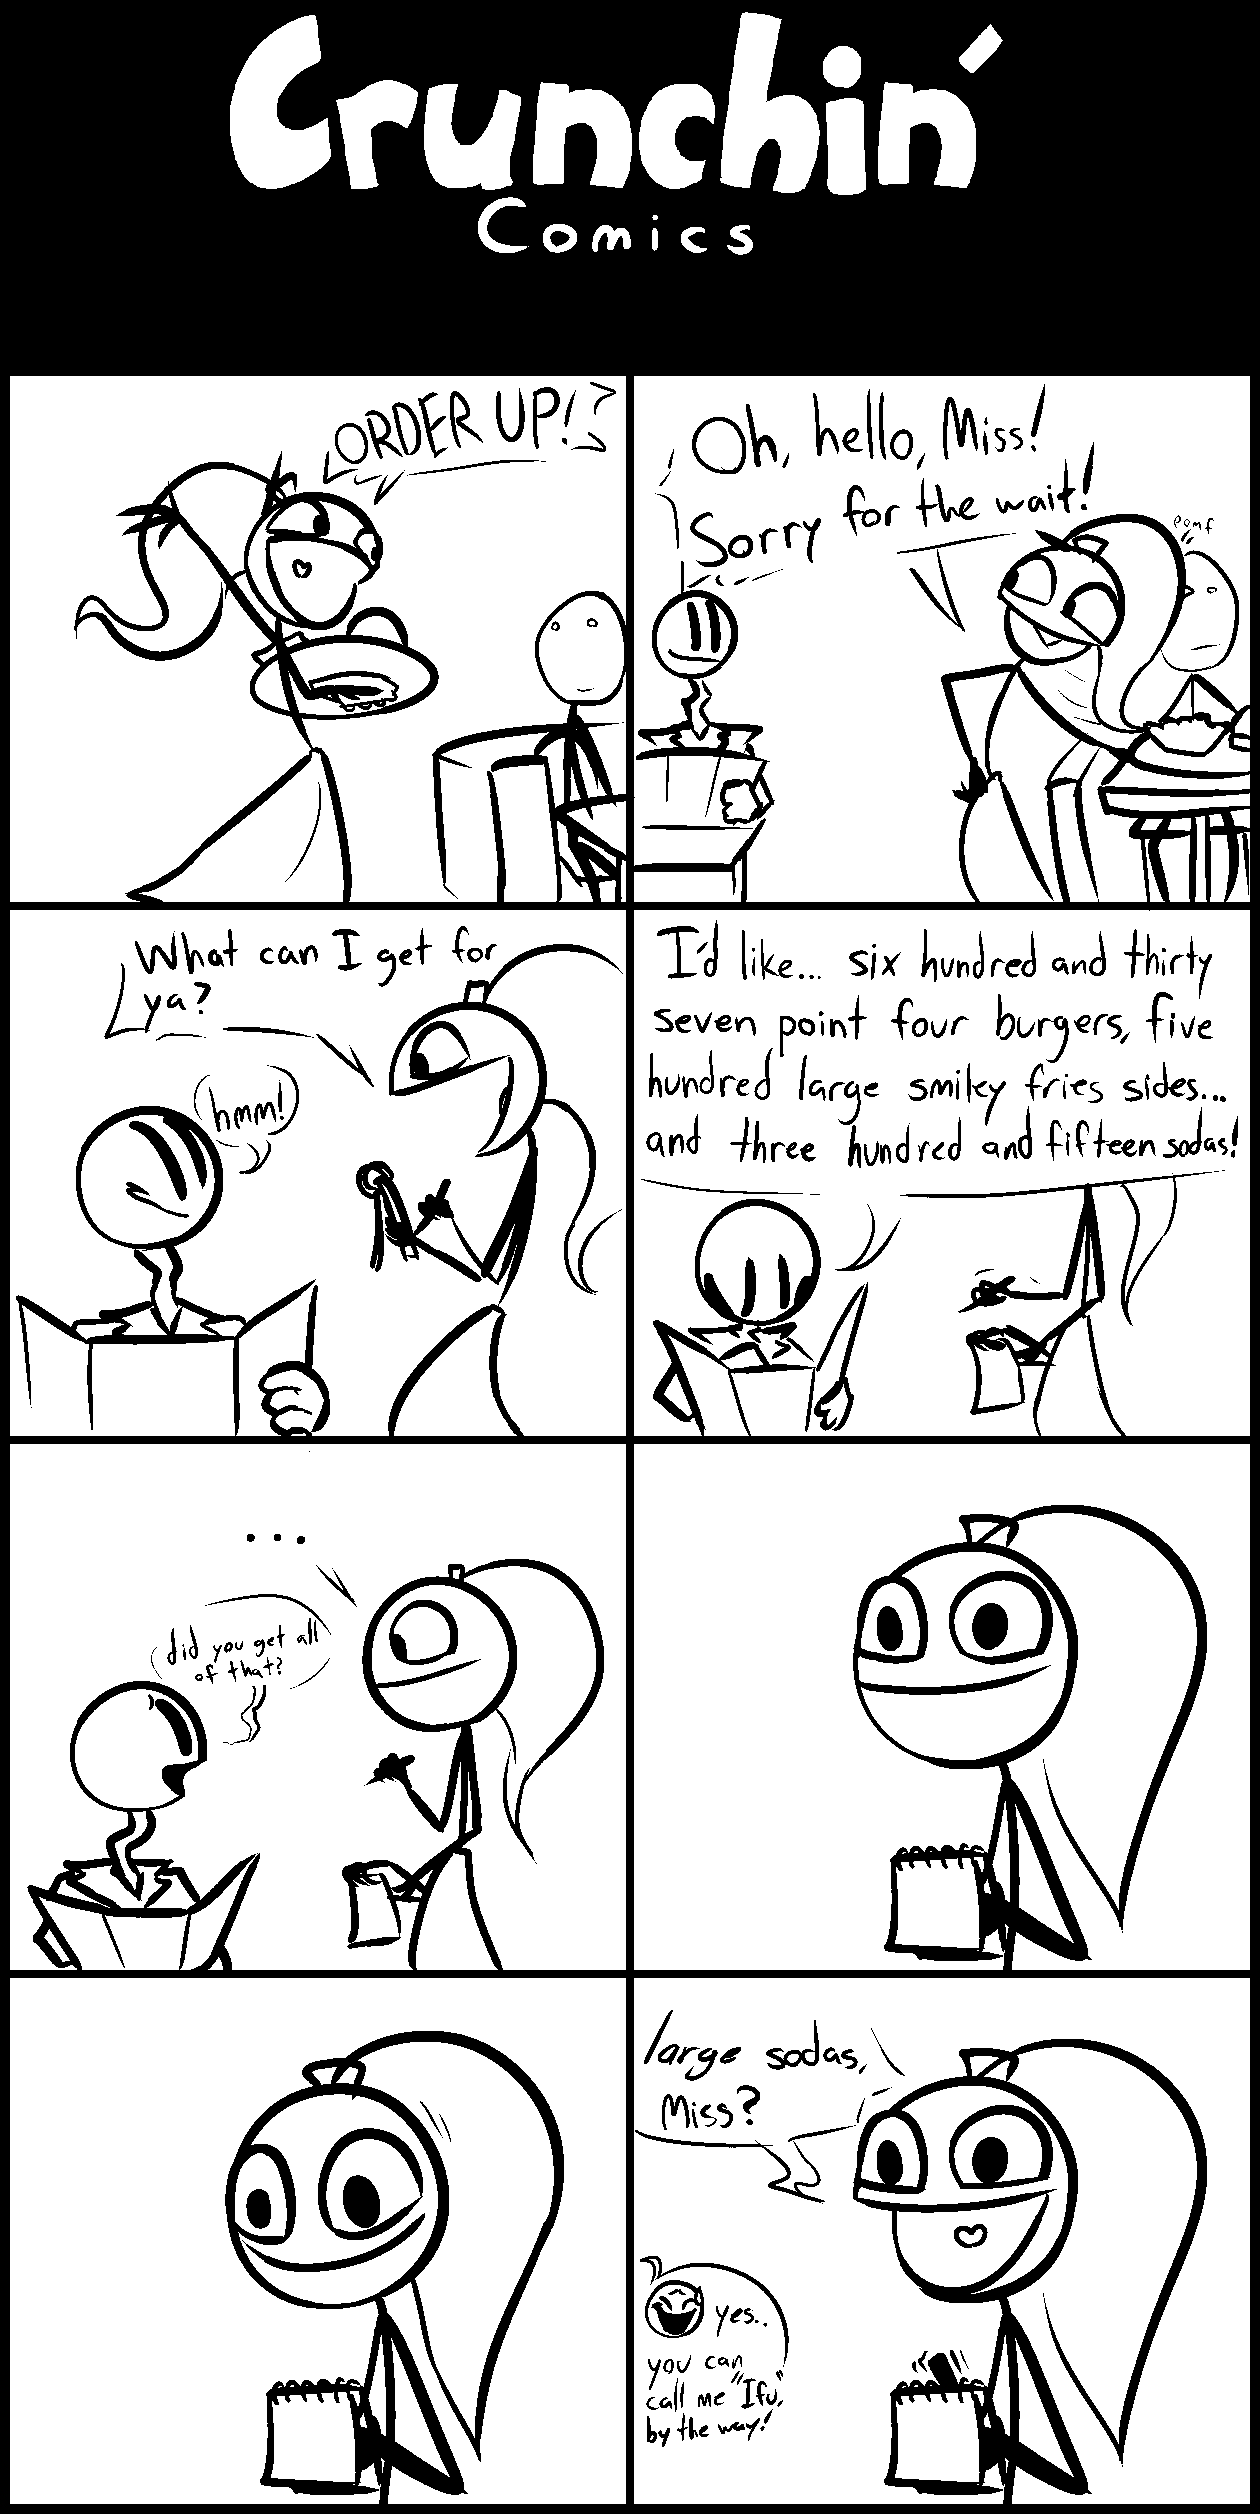 Crunchin'
Comics
ORDER UP!
Oh, hello, Miss!
Sorry for the wait!
pomf
What can I get for
ya?
hmm!
I'd like... six hundred and thirty
seven point four burgers, five
hundred large smiley fries sides...
and three hundred and fifteen sodas!
...
did you get all
of that?
large sodas,
Miss?
yes..
you can
call me "Ifu,"
by the way!